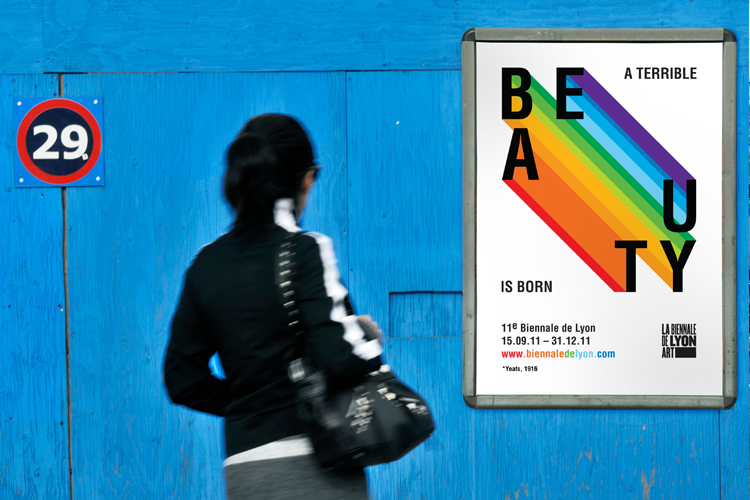 29.
A TERRIBLE
BE
A
U
TY
IS BORN
11e Biennale de Lyon
15.09.11 – 31.12.11
www.biennaledelyon.com
*Yeats, 1916
LA BIENNALE
DE LYON
ART